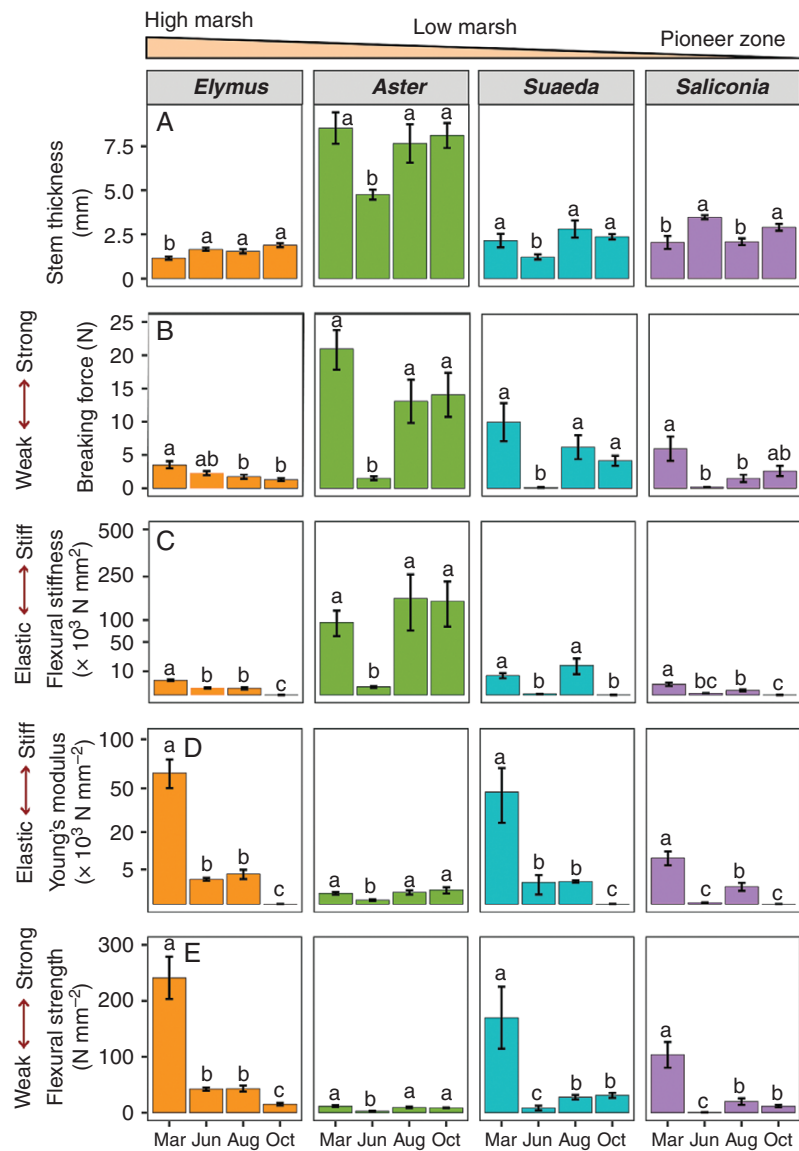 High marsh
Low marsh
Pioneer zone
Elymus
Aster
Suaeda
Saliconia
A
Stem thickness
(mm)
7.5
5.0
2.5
0
b
a
a
a
a
b
a
a
a
b
a
a
b
a
b
a
B
Weak ⟷ Strong
Breaking force (N)
25
20
15
10
5
0
a
ab
b
b
a
b
a
a
a
b
a
a
a
b
b
ab
C
Elastic ⟷ Stiff
Flexural stiffness
(× 10³ N mm²)
500
250
100
50
10
a
b
b
c
a
b
a
a
a
b
a
b
a
bc
b
c
D
Elastic ⟷ Stiff
Young's modulus
(× 10³ N mm⁻²)
100
50
20
5
a
b
b
c
a
b
a
a
a
b
b
c
a
c
b
c
E
Weak ⟷ Strong
Flexural strength
(N mm⁻²)
300
200
100
0
a
b
b
c
a
b
a
a
a
c
b
b
a
c
b
b
Mar Jun Aug Oct
Mar Jun Aug Oct
Mar Jun Aug Oct
Mar Jun Aug Oct